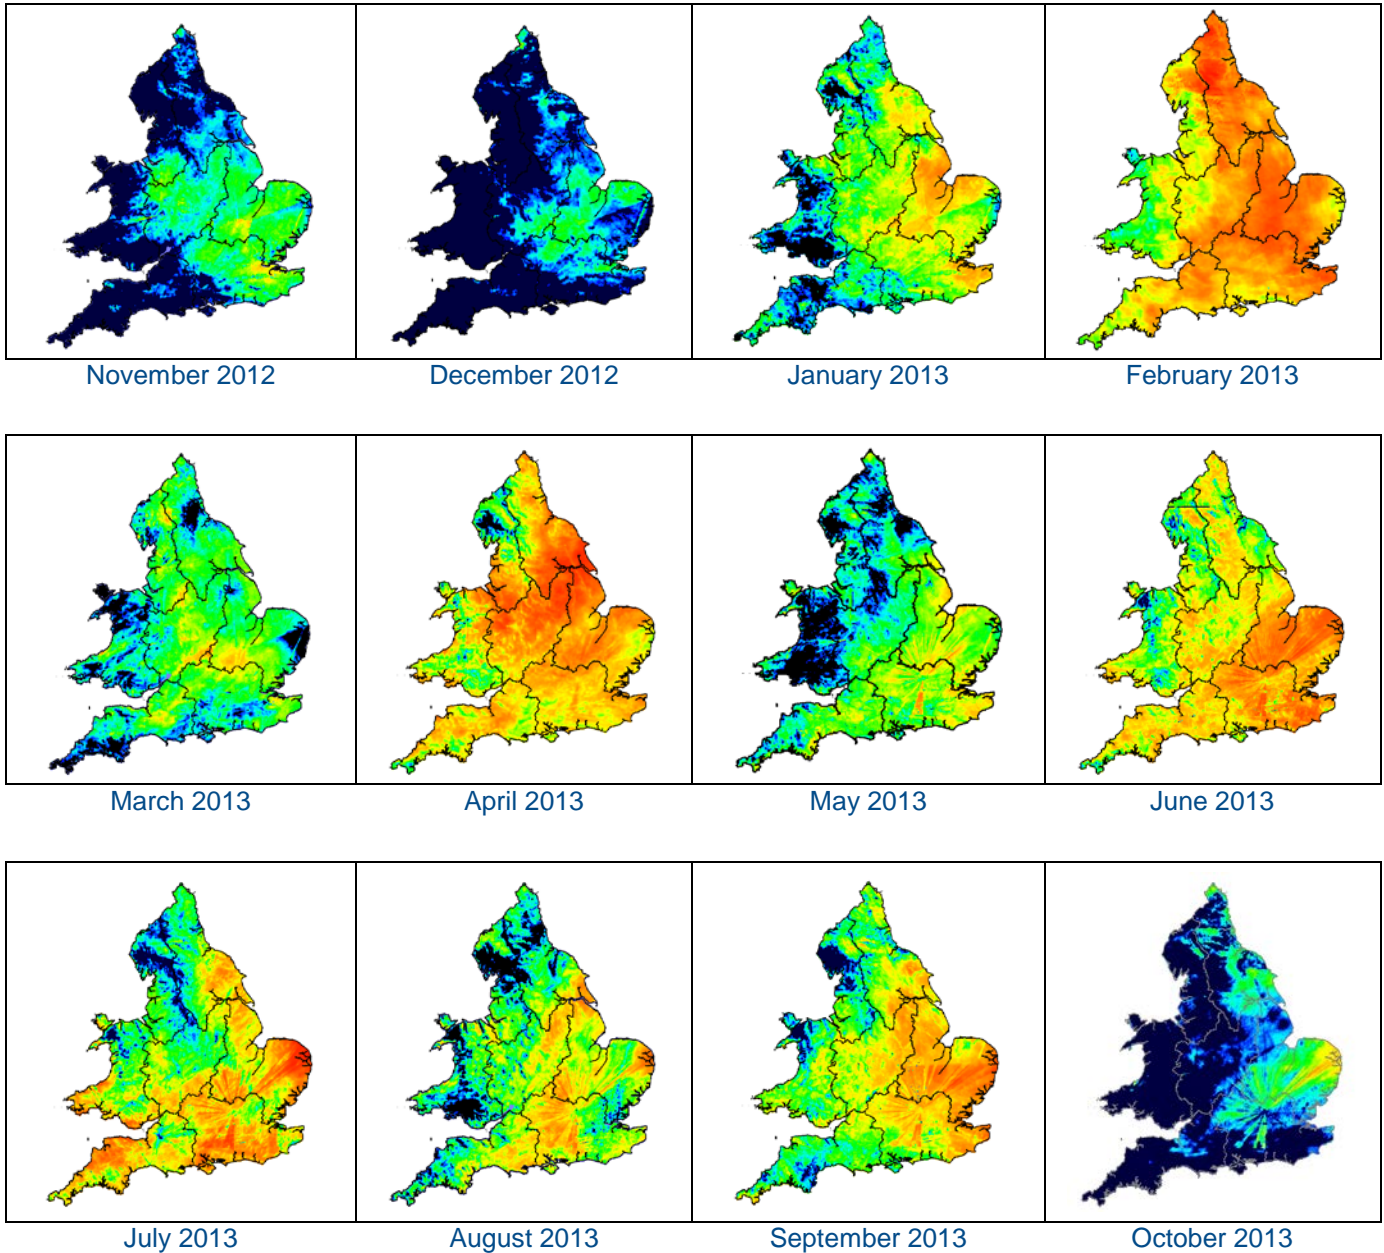 November 2012
December 2012
January 2013
February 2013
March 2013
April 2013
May 2013
June 2013
July 2013
August 2013
September 2013
October 2013